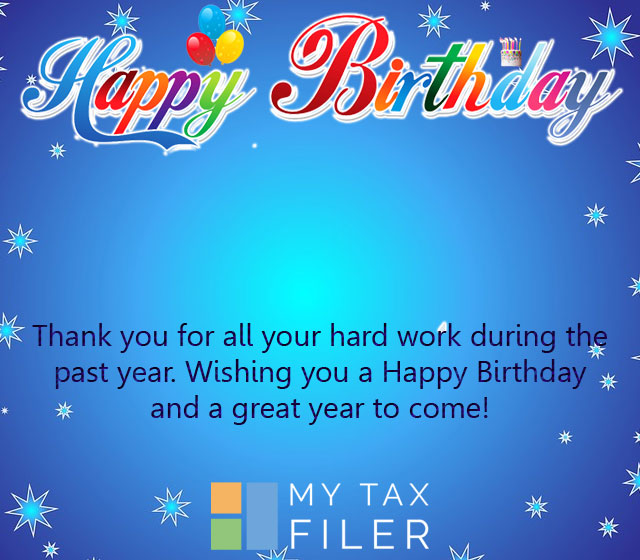 Happy Birthday
Thank you for all your hard work during the
past year. Wishing you a Happy Birthday
and a great year to come!
MY TAX
FILER